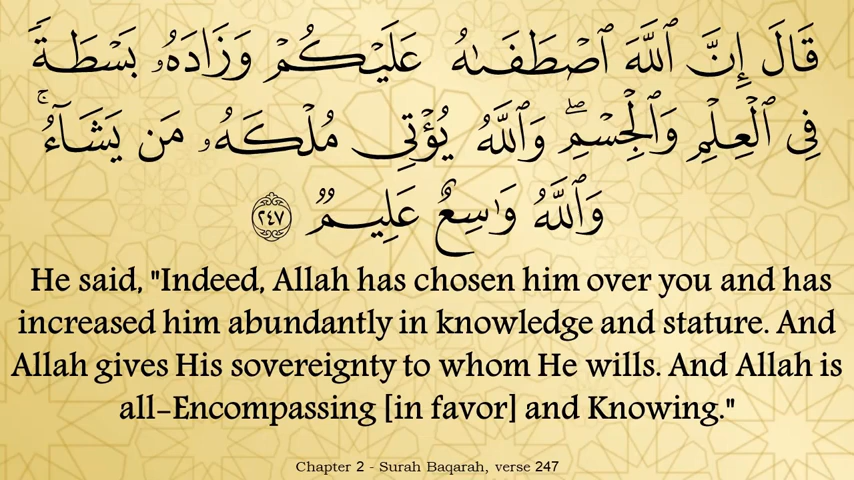 قَالَ إِنَّ ٱللَّهَ ٱصْطَفَىٰهُ عَلَيْكُمْ وَزَادَهُۥ بَسْطَةً
فِى ٱلْعِلْمِ وَٱلْجِسْمِ ۖ وَٱللَّهُ يُؤْتِى مُلْكَهُۥ مَن يَشَآءُ ۚ
وَٱللَّهُ وَٰسِعٌ عَلِيمٌ ﴿٢٤٧﴾
He said, "Indeed, Allah has chosen him over you and has
increased him abundantly in knowledge and stature. And
Allah gives His sovereignty to whom He wills. And Allah is
all-Encompassing [in favor] and Knowing."
Chapter 2 - Surah Baqarah, verse 247